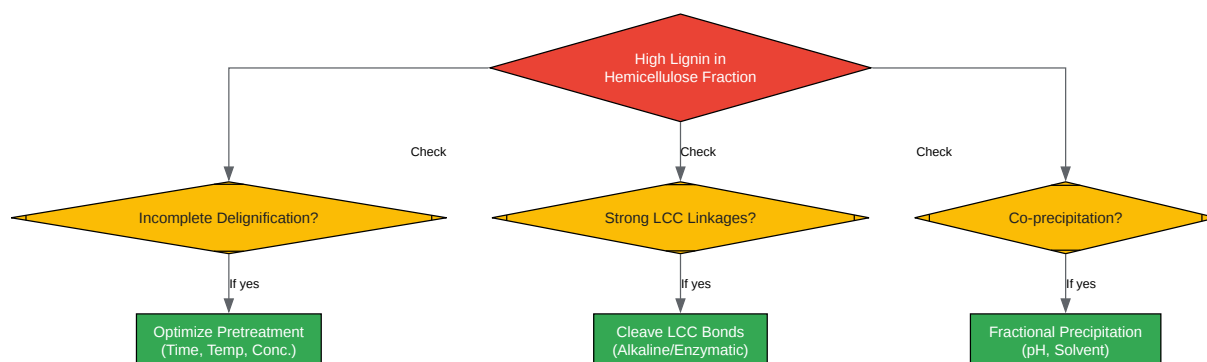 High Lignin in
Hemicellulose Fraction
Check
Check
Check
Incomplete Delignification?
Strong LCC Linkages?
Co-precipitation?
If yes
If yes
If yes
Optimize Pretreatment
(Time, Temp, Conc.)
Cleave LCC Bonds
(Alkaline/Enzymatic)
Fractional Precipitation
(pH, Solvent)